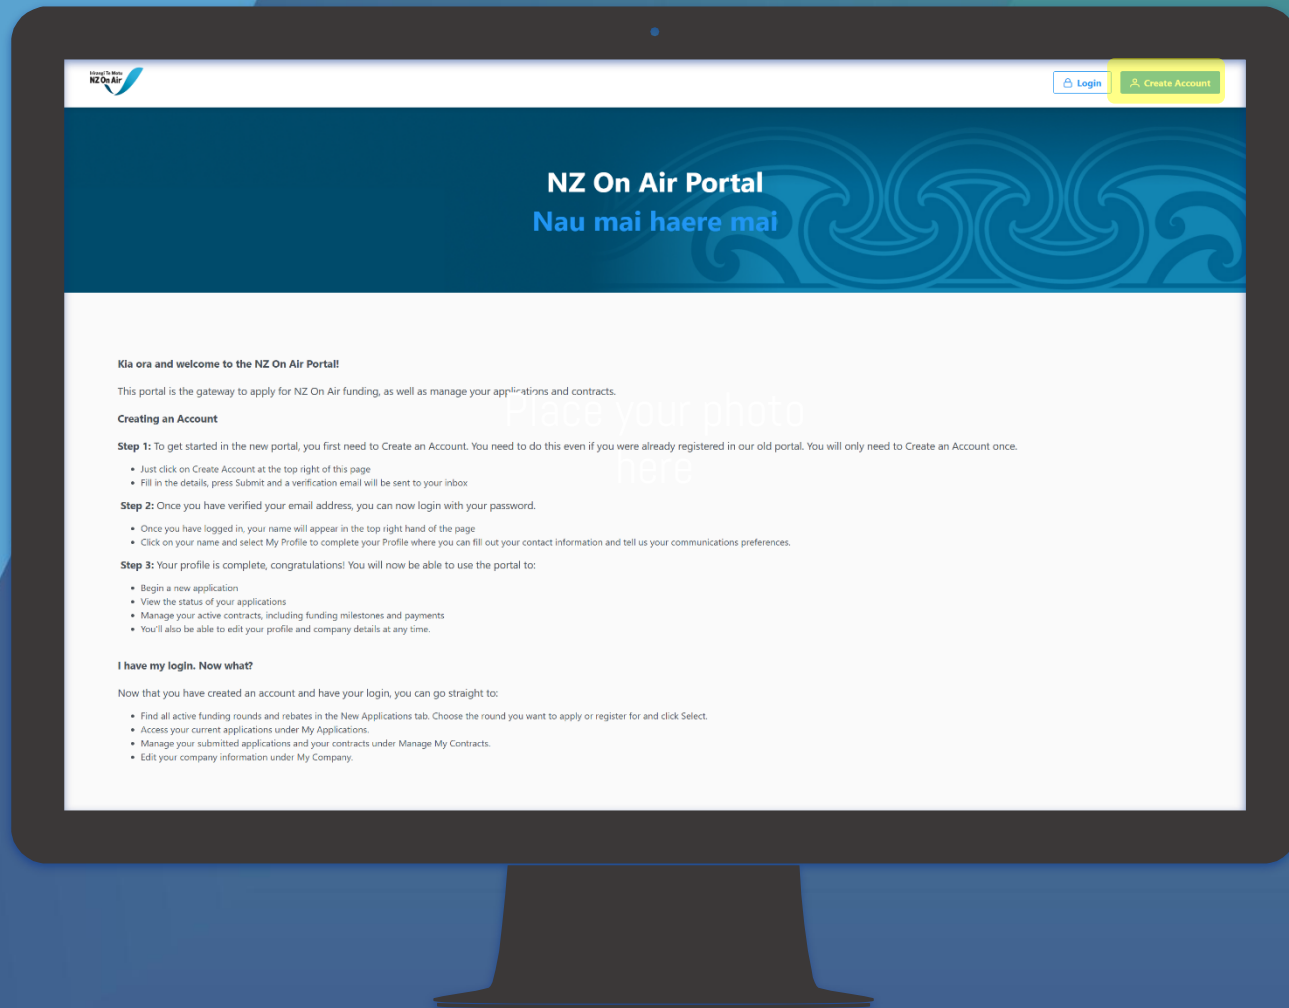 Irirangi Te Motu
NZ On Air
Login
Create Account
NZ On Air Portal
Nau mai haere mai
Kia ora and welcome to the NZ On Air Portal!
This portal is the gateway to apply for NZ On Air funding, as well as manage your applications and contracts.
Place your photo
here
Creating an Account
Step 1: To get started in the new portal, you first need to Create an Account. You need to do this even if you were already registered in our old portal. You will only need to Create an Account once.
• Just click on Create Account at the top right of this page
• Fill in the details, press Submit and a verification email will be sent to your inbox
Step 2: Once you have verified your email address, you can now login with your password.
• Once you have logged in, your name will appear in the top right hand of the page
• Click on your name and select My Profile to complete your Profile where you can fill out your contact information and tell us your communications preferences.
Step 3: Your profile is complete, congratulations! You will now be able to use the portal to:
• Begin a new application
• View the status of your applications
• Manage your active contracts, including funding milestones and payments
• You'll also be able to edit your profile and company details at any time.
I have my login. Now what?
Now that you have created an account and have your login, you can go straight to:
• Find all active funding rounds and rebates in the New Applications tab. Choose the round you want to apply or register for and click Select.
• Access your current applications under My Applications.
• Manage your submitted applications and your contracts under Manage My Contracts.
• Edit your company information under My Company.